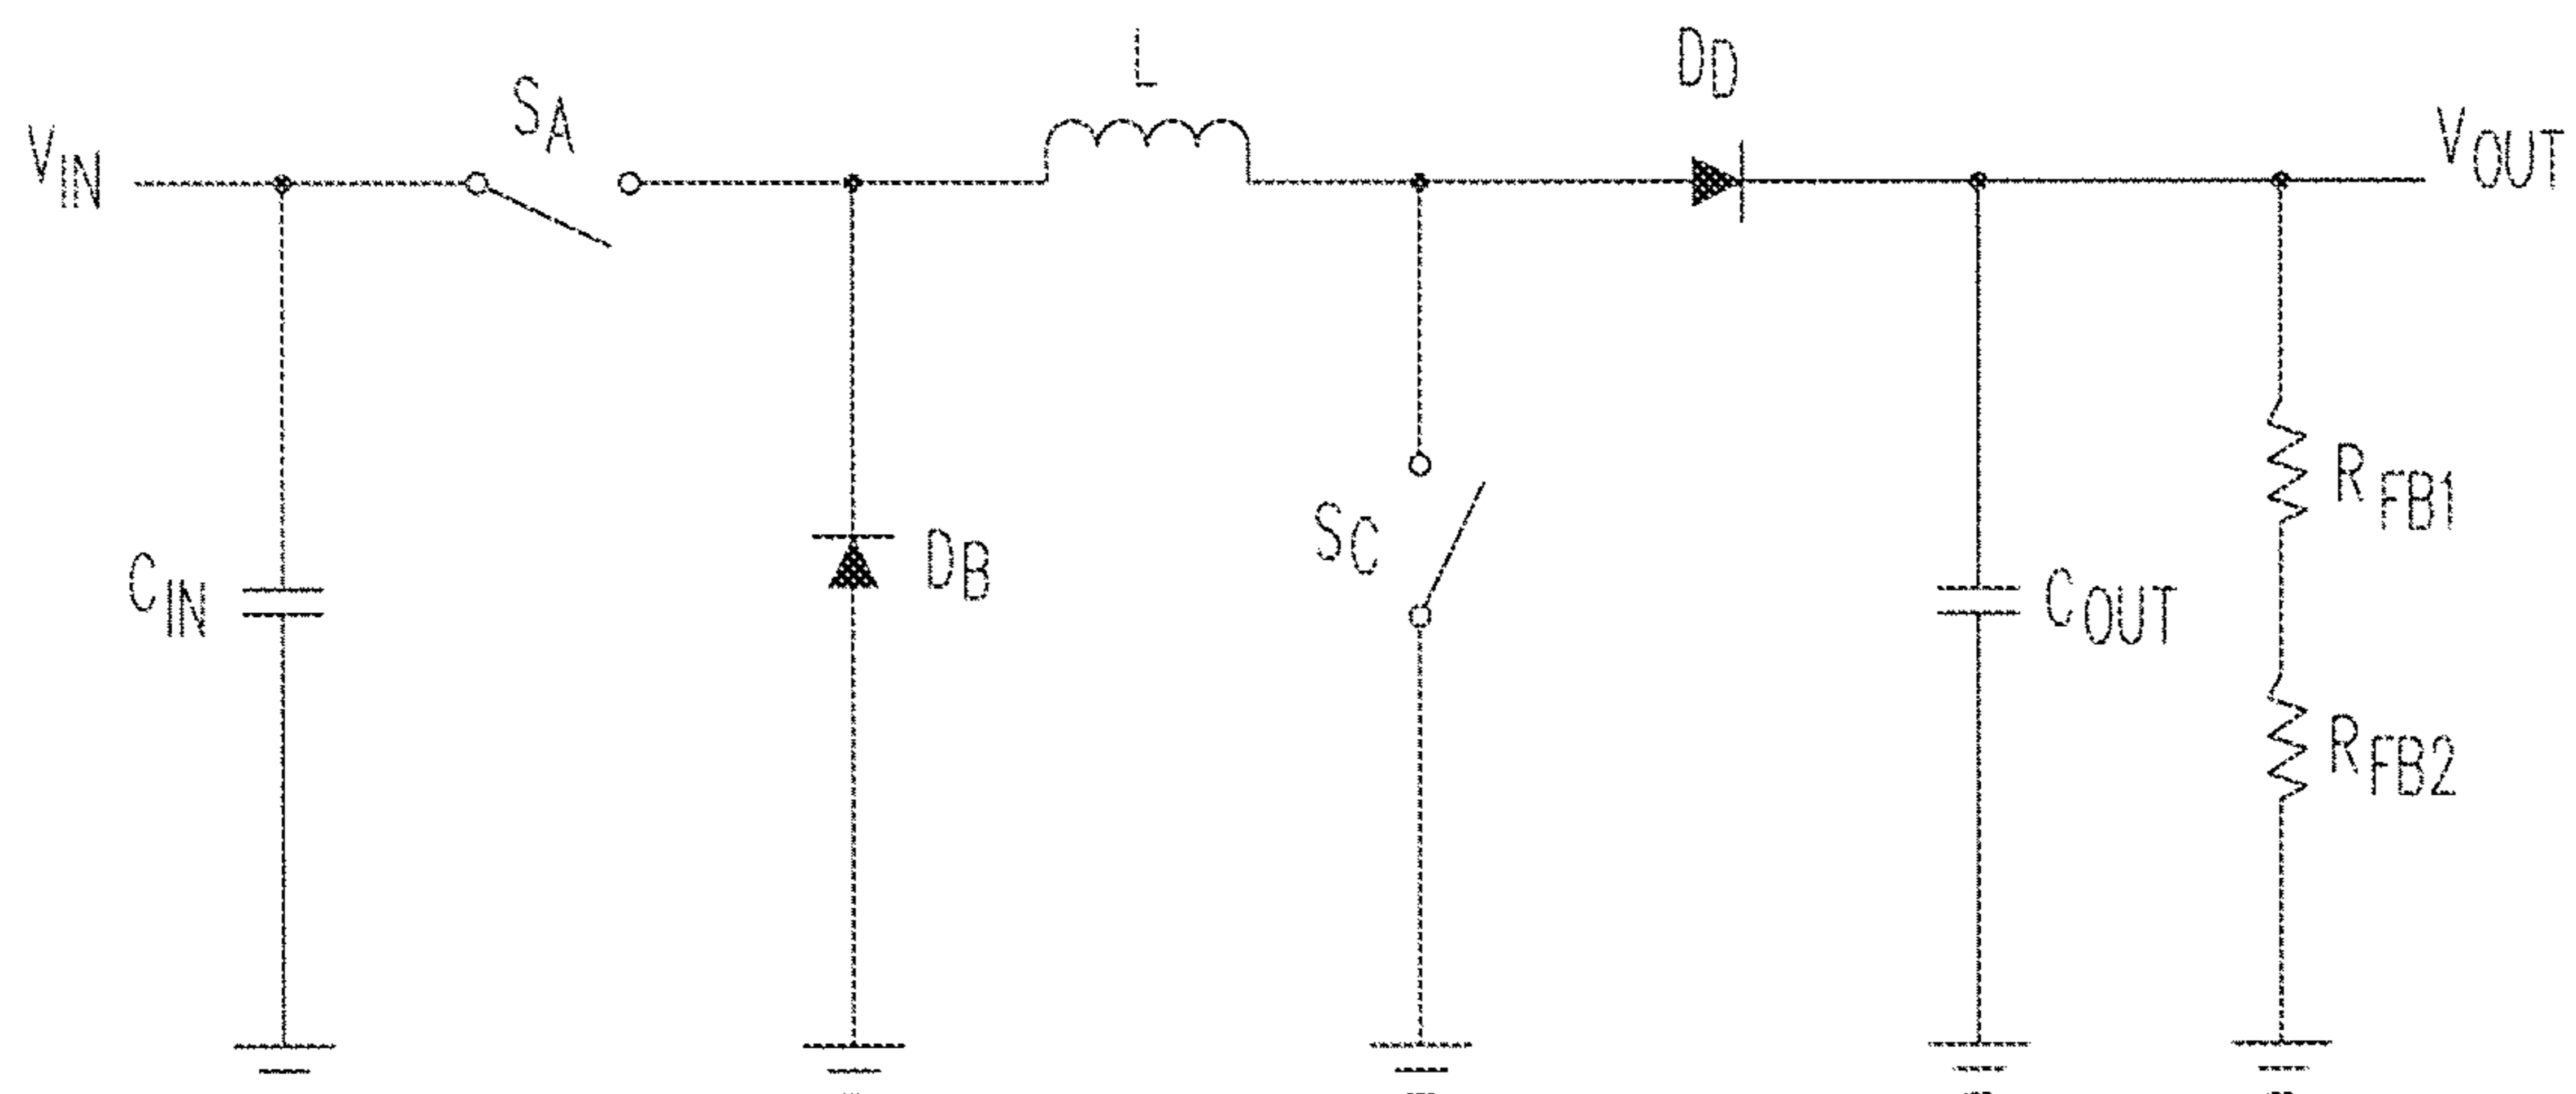 L
DD
SA
VIN
VOUT
RFB1
SC
DB
CIN
COUT
RFB2